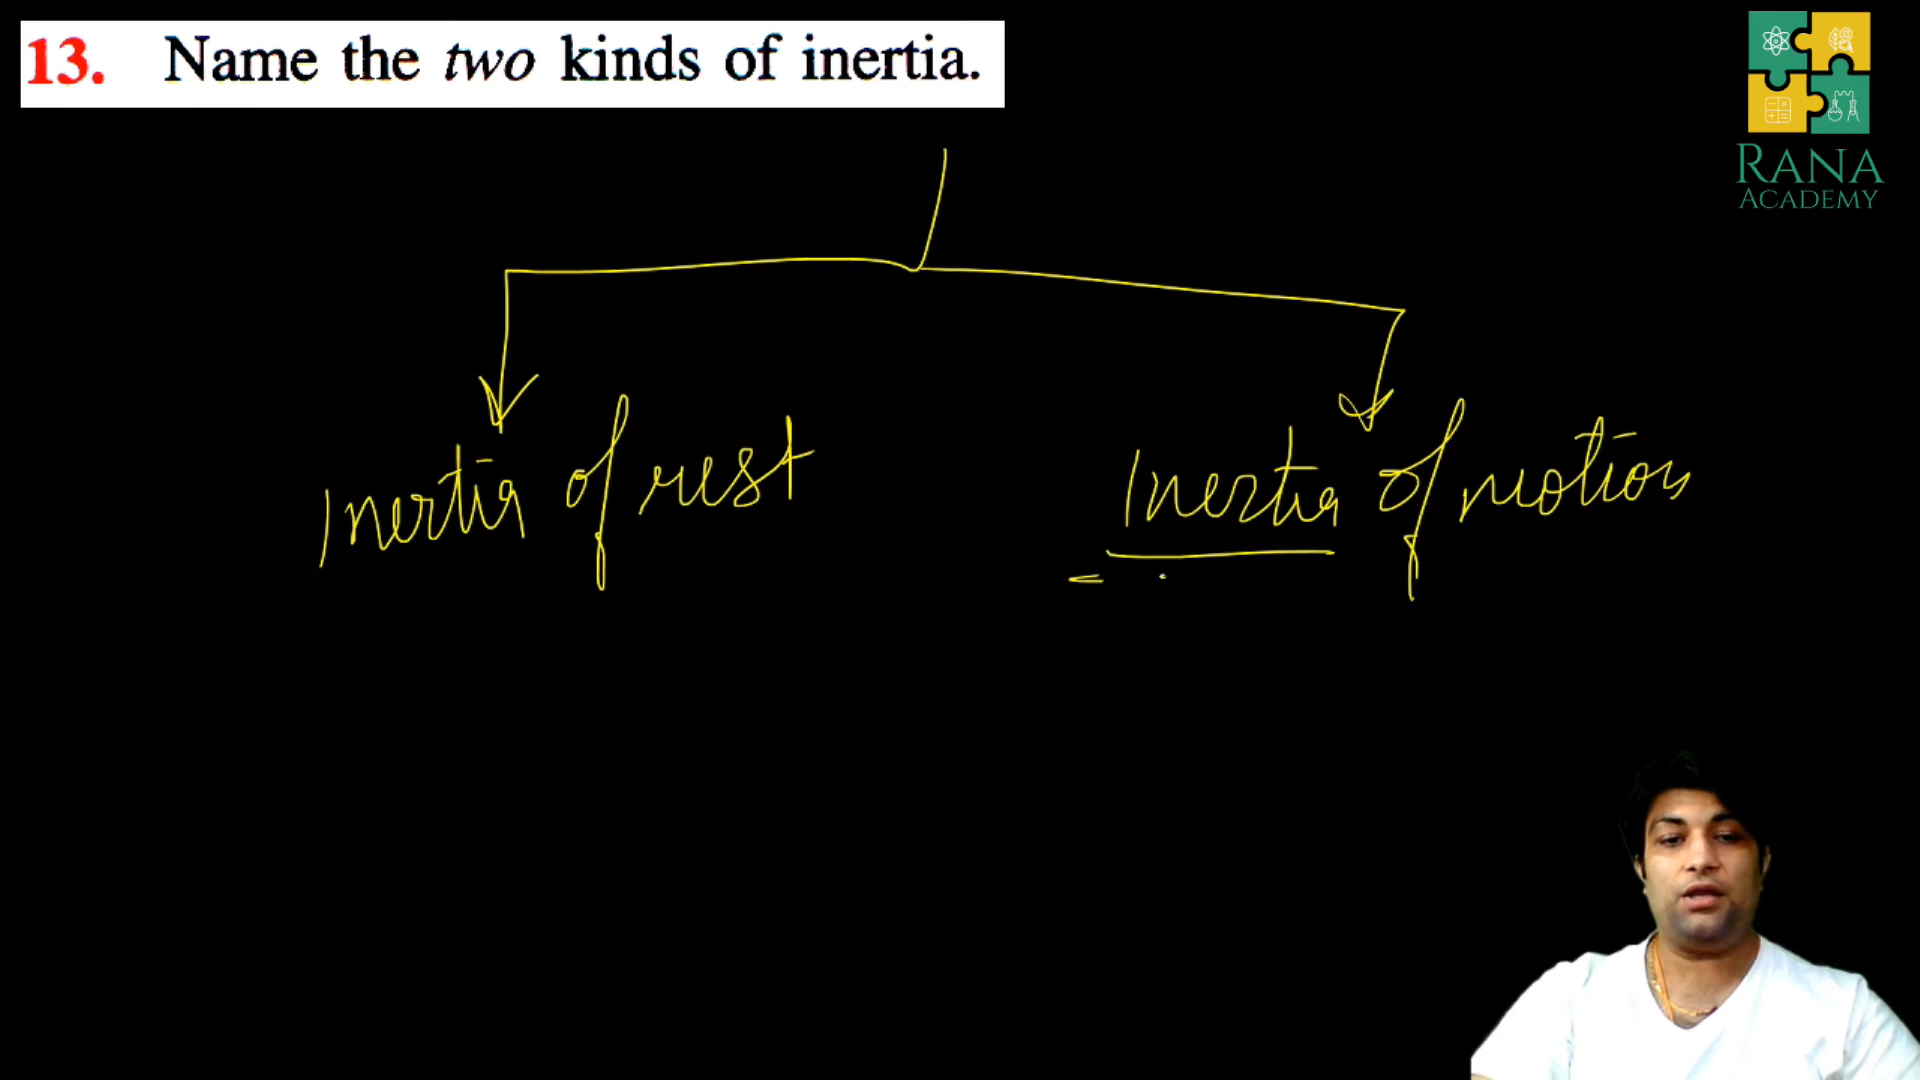 13. Name the two kinds of inertia.
RANA
ACADEMY
Inertia of rest
Inertia of motion